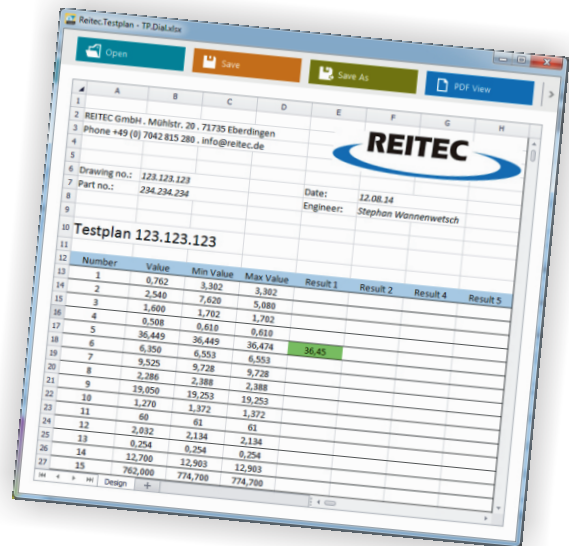 Reitec.Testplan - TP.Dial.xlsx
Open Save Save As PDF View
A B C D E F G H
1
2 REITEC GmbH . Mühlstr. 20 . 71735 Eberdingen
3 Phone +49 (0) 7042 815 280 . info@reitec.de
REITEC
4
5
6 Drawing no.: 123.123.123 Date: 12.08.14
7 Part no.: 234.234.234 Engineer: Stephan Wannenwetsch
8
9
10 Testplan 123.123.123
11
12 Number Value Min Value Max Value Result 1 Result 2 Result 4 Result 5
13 1 0,762 3,302 3,302
14 2 2,540 7,620 5,080
15 3 1,600 1,702 1,702
16 4 0,508 0,610 0,610
17 5 36,449 36,449 36,474 36,45
18 6 6,350 6,553 6,553
19 7 9,525 9,728 9,728
20 8 2,286 2,388 2,388
21 9 19,050 19,253 19,253
22 10 1,270 1,372 1,372
23 11 60 61 61
24 12 2,032 2,134 2,134
25 13 0,254 0,254 0,254
26 14 12,700 12,903 12,903
27 15 762,000 774,700 774,700
Design